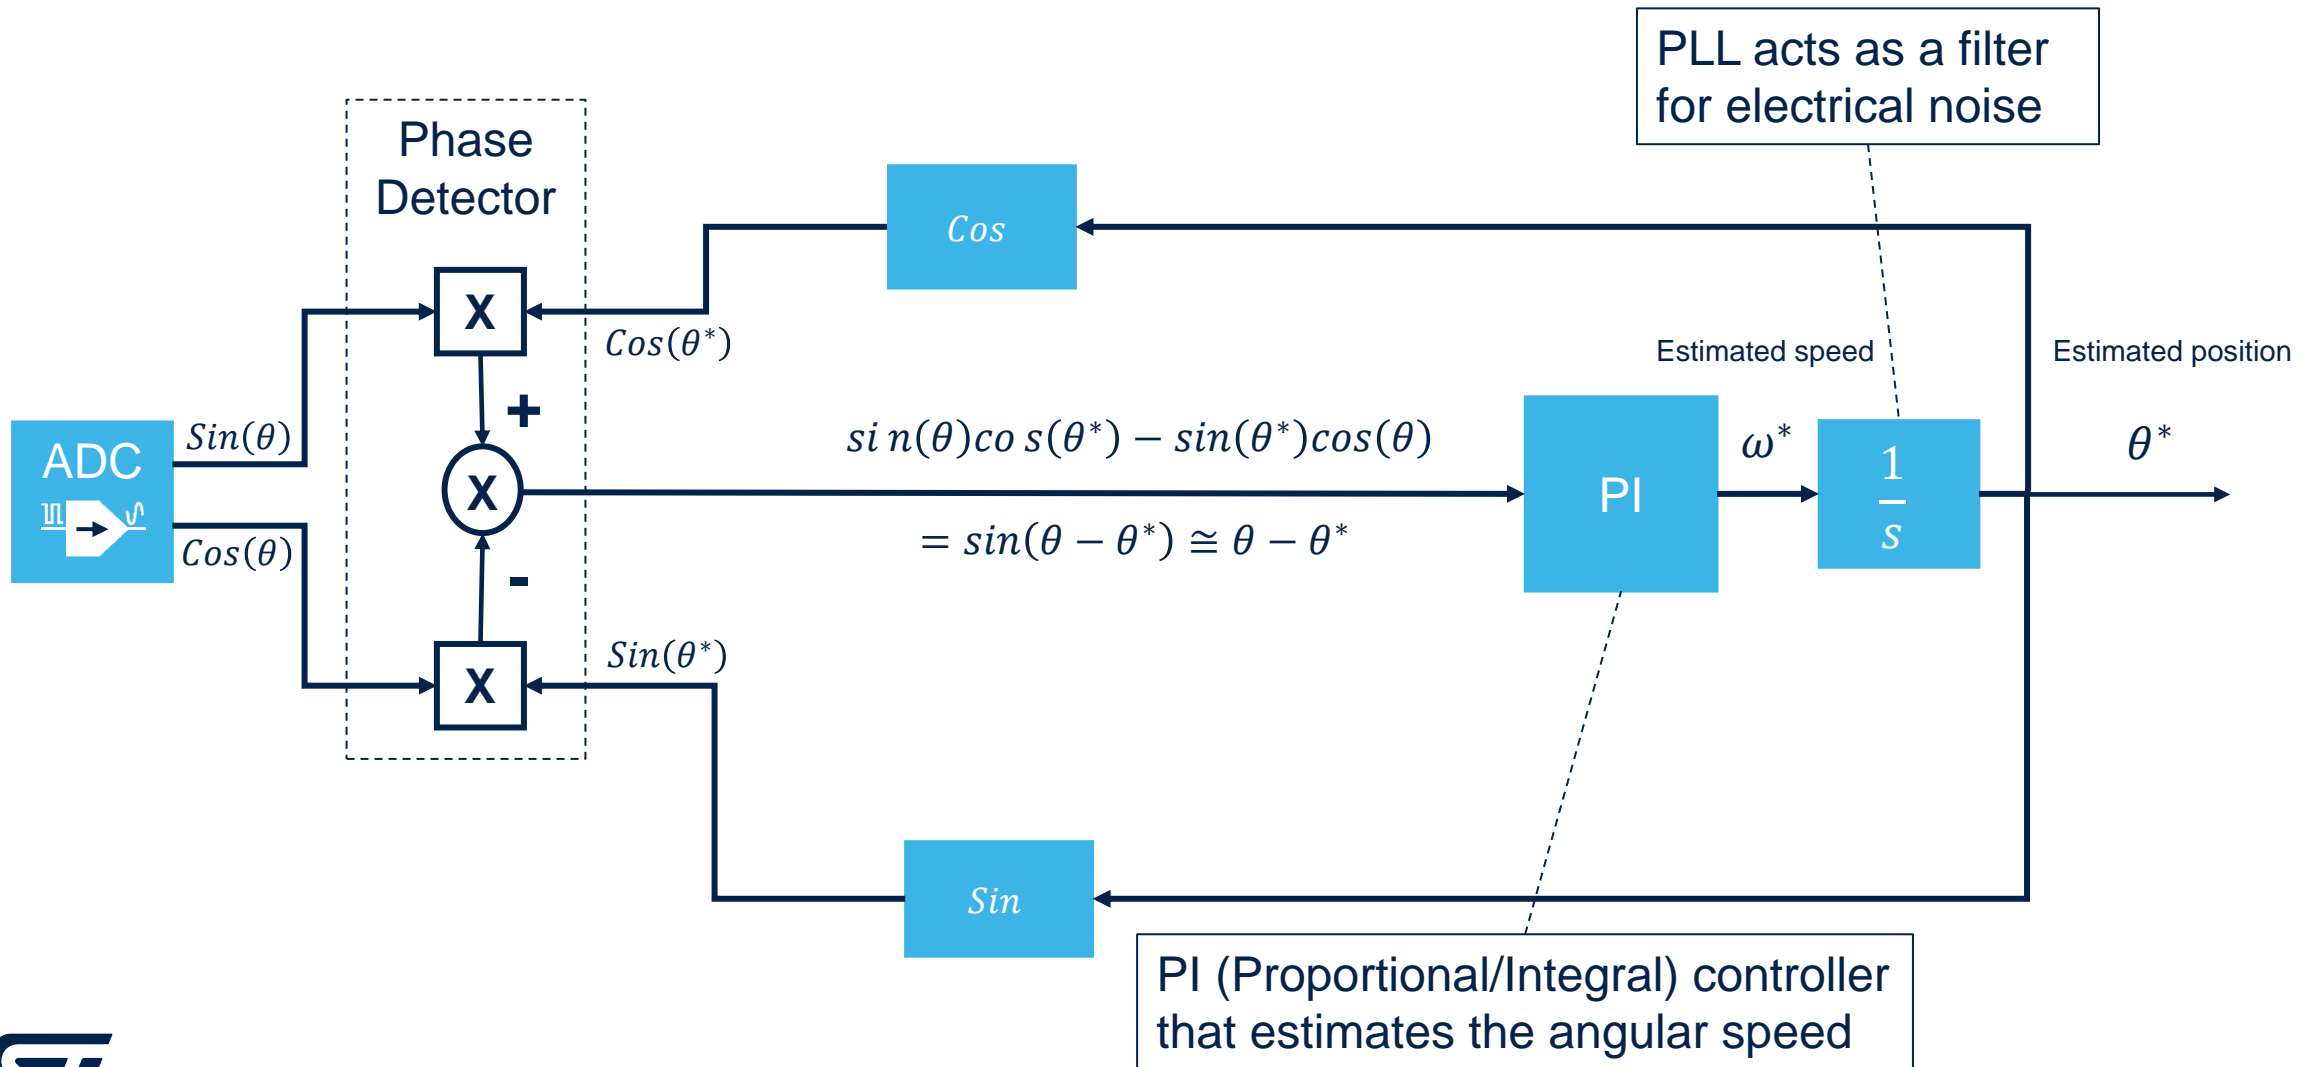 PLL acts as a filter
for electrical noise
Phase
Detector
Cos
X
Cos(θ*)
Estimated speed
Estimated position
+
Sin(θ)
si n(θ)co s(θ*) − sin(θ*)cos(θ)
ω*
θ*
ADC
X
PI
1
s
Cos(θ)
= sin(θ − θ*) ≅ θ − θ*
-
Sin(θ*)
X
Sin
PI (Proportional/Integral) controller
that estimates the angular speed